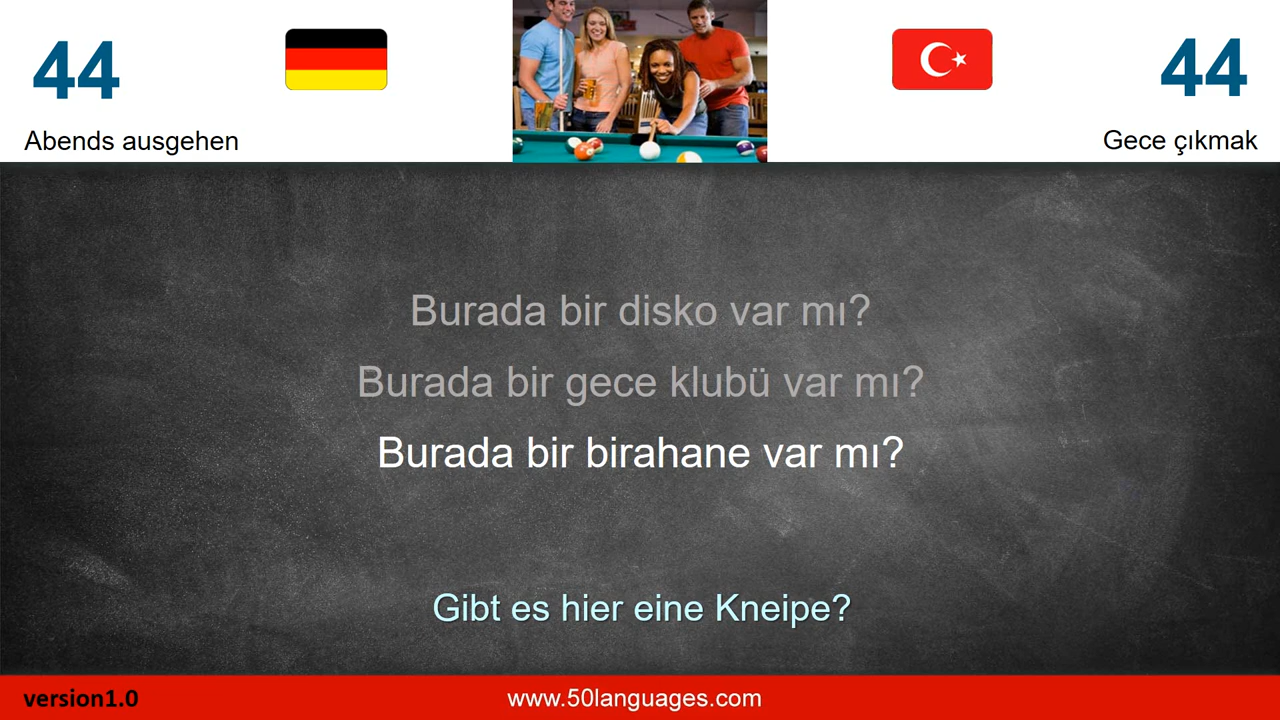 44
Abends ausgehen
44
Gece çıkmak
Burada bir disko var mı?
Burada bir gece klubü var mı?
Burada bir birahane var mı?
Gibt es hier eine Kneipe?
version1.0
www.50languages.com